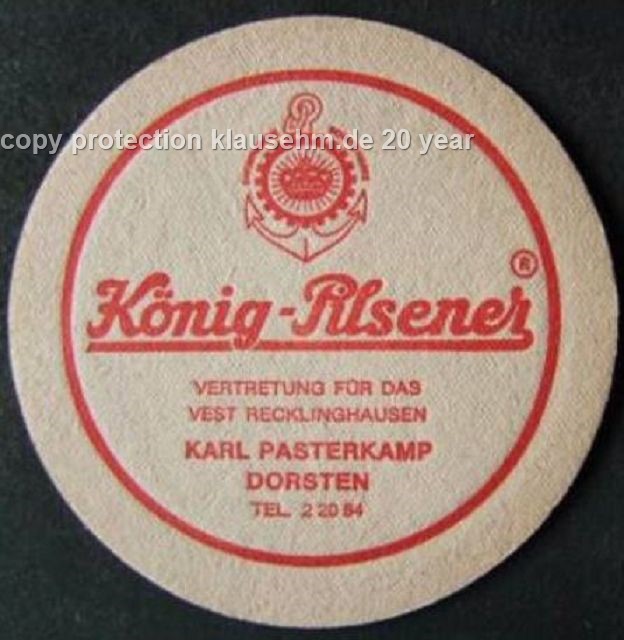 copy protection klausehm.de 20 year
König-Pilsener ®
VERTRETUNG FÜR DAS
VEST RECKLINGHAUSEN
KARL PASTERKAMP
DORSTEN
TEL. 2 20 84